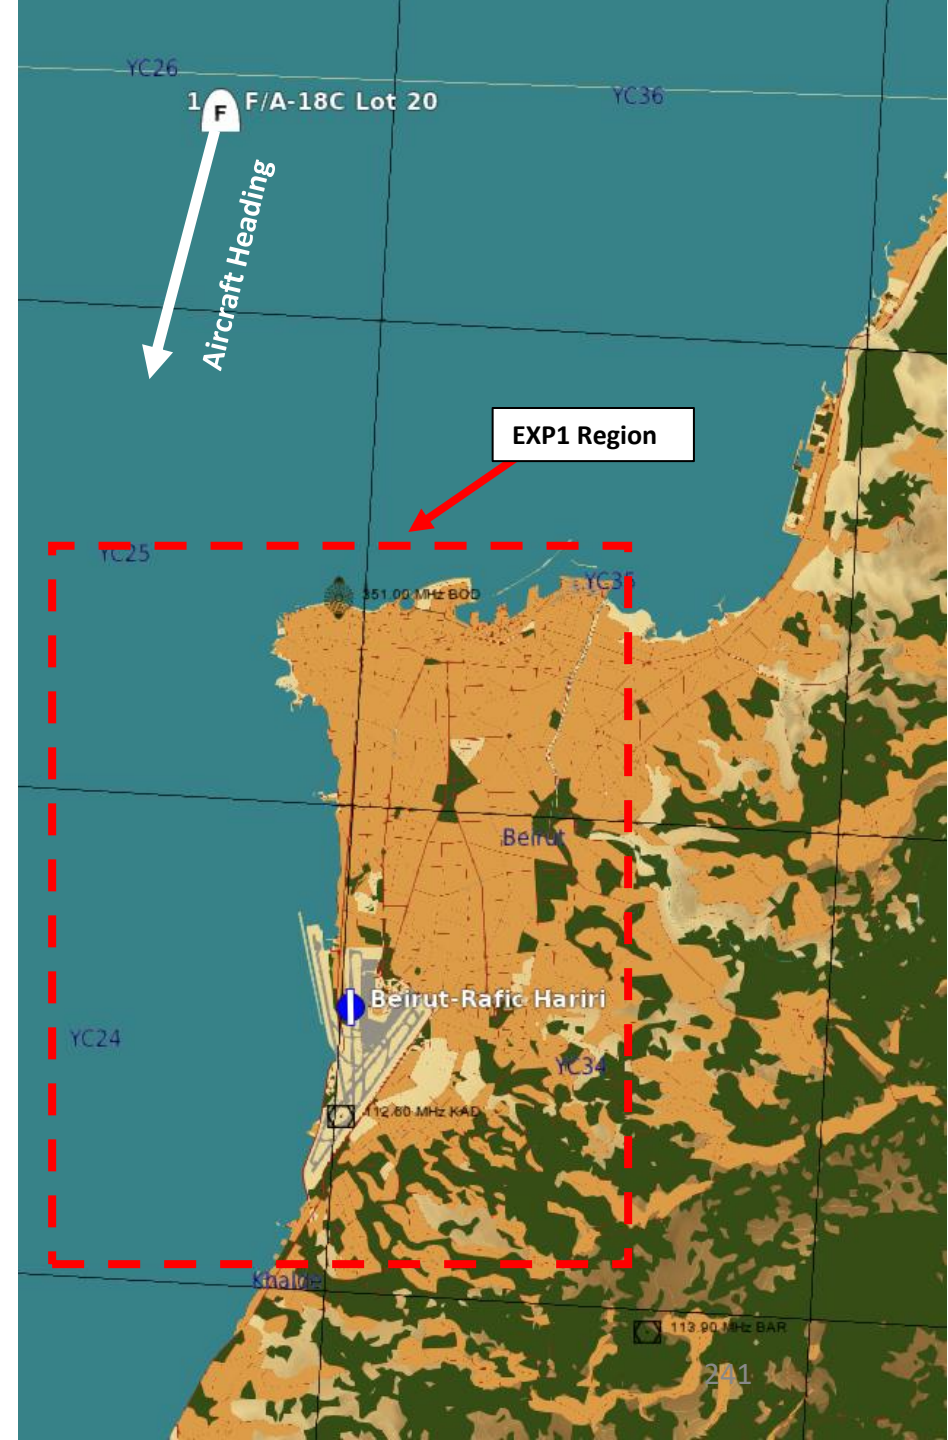 YC26
YC36
1
F
F/A-18C Lot 20
Aircraft Heading
EXP1 Region
YC25
YC35
351.00 MHz BOD
Beirut
Beirut-Rafic Hariri
YC24
YC34
112.60 MHz KAD
Khalde
113.90 MHz BAR
241